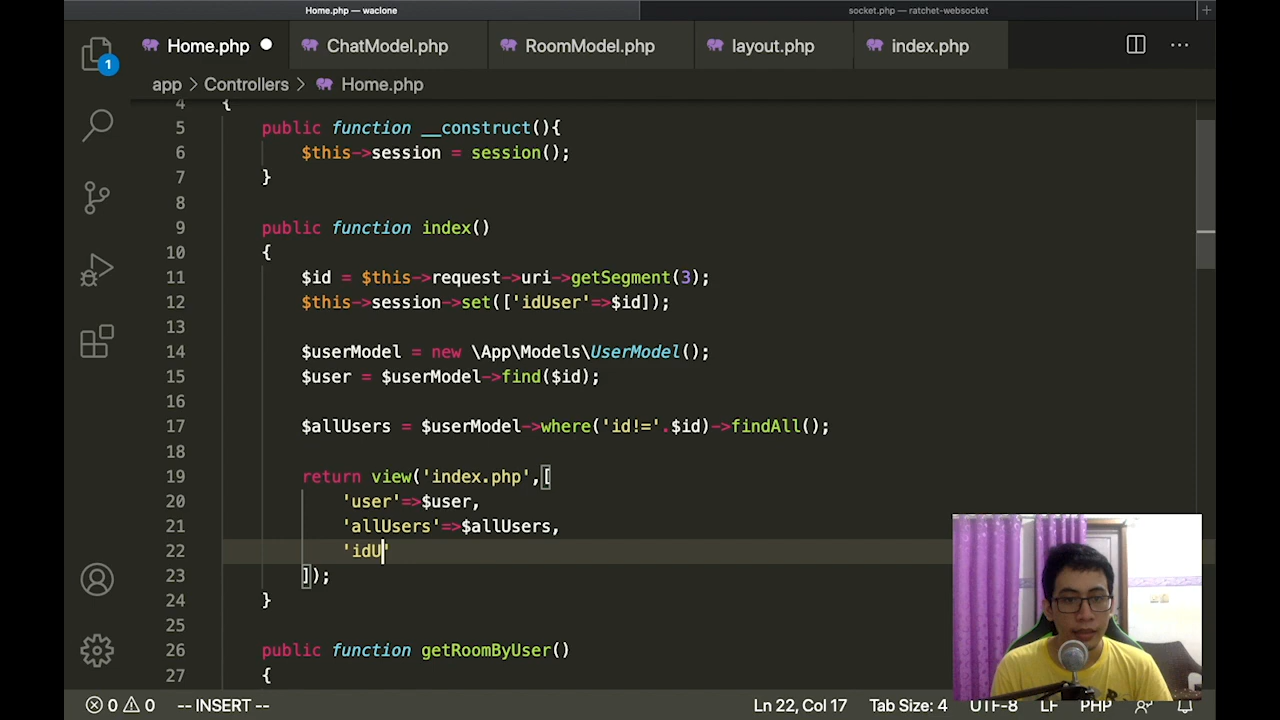 Home.php — waclone
socket.php — ratchet-websocket
+
Home.php
ChatModel.php
RoomModel.php
layout.php
index.php
1
app > Controllers > Home.php
4 {
5 public function __construct(){
6 $this->session = session();
7 }
8
9 public function index()
10 {
11 $id = $this->request->uri->getSegment(3);
12 $this->session->set(['idUser'=>$id]);
13
14 $userModel = new \App\Models\UserModel();
15 $user = $userModel->find($id);
16
17 $allUsers = $userModel->where('id!='.$id)->findAll();
18
19 return view('index.php',[
20 'user'=>$user,
21 'allUsers'=>$allUsers,
22 'idU'
23 ]);
24 }
25
26 public function getRoomByUser()
27 {
0 0 -- INSERT -- Ln 22, Col 17 Tab Size: 4 UTF-8 LF PHP